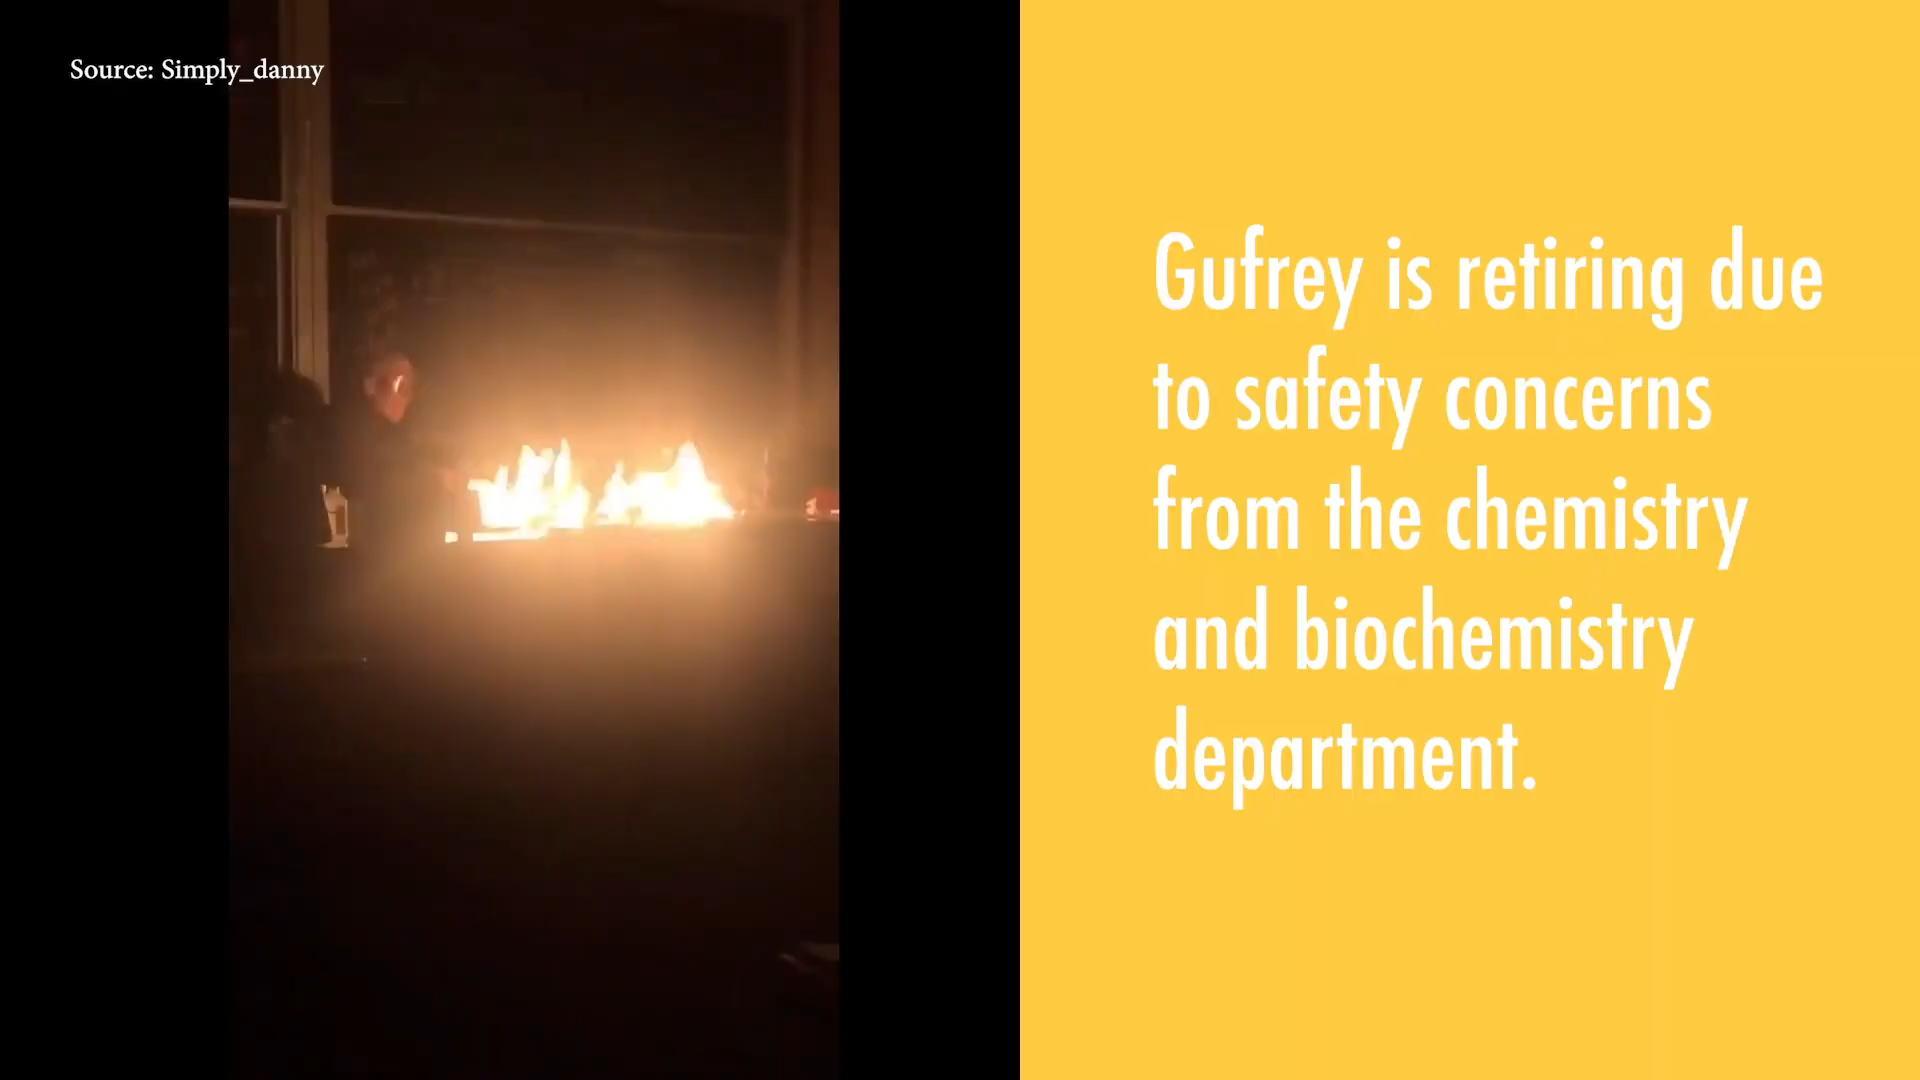 Source: Simply_danny
Gufrey is retiring due
to safety concerns
from the chemistry
and biochemistry
department.